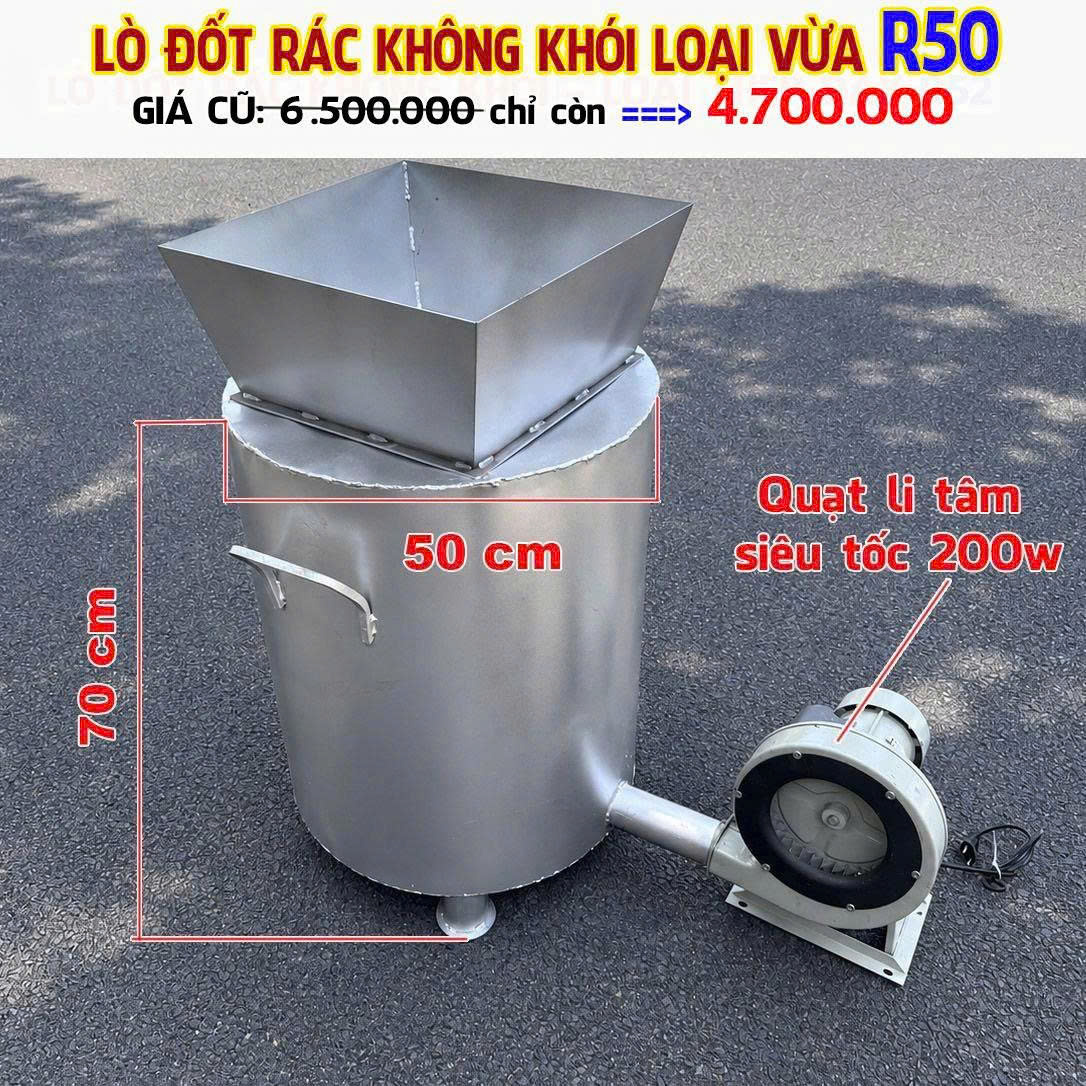 LÒ ĐỐT RÁC KHÔNG KHÓI LOẠI VỪA R50
GIÁ CŨ: 6.500.000 chỉ còn ===> 4.700.000
50 cm
70 cm
Quạt li tâm
siêu tốc 200w